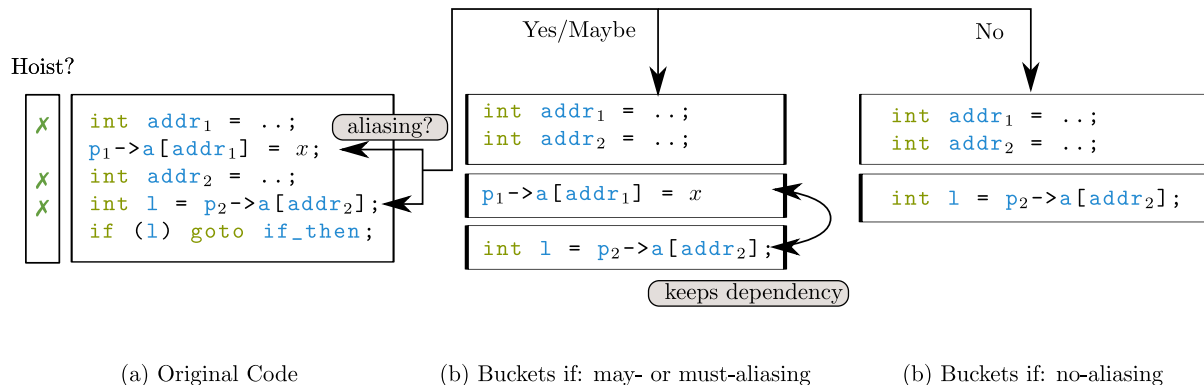 Yes/Maybe
No
Hoist?
✗
✗
✗
int addr₁ = ..;
p₁->a[addr₁] = x;
int addr₂ = ..;
int l = p₂->a[addr₂];
if (l) goto if_then;
aliasing?
int addr₁ = ..;
int addr₂ = ..;
p₁->a[addr₁] = x
int l = p₂->a[addr₂];
keeps dependency
int addr₁ = ..;
int addr₂ = ..;
int l = p₂->a[addr₂];
(a) Original Code
(b) Buckets if: may- or must-aliasing
(b) Buckets if: no-aliasing